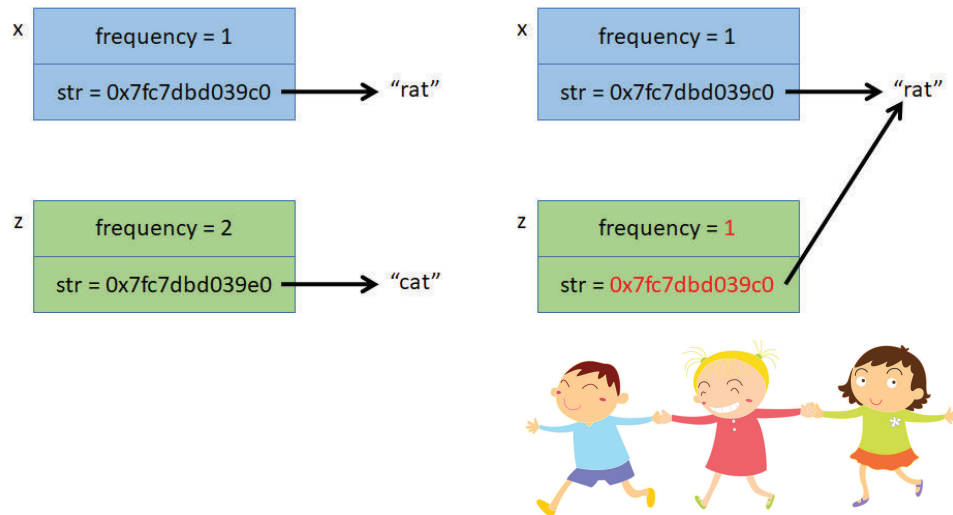 x
frequency = 1
str = 0x7fc7dbd039c0
“rat”
z
frequency = 2
str = 0x7fc7dbd039e0
“cat”
x
frequency = 1
str = 0x7fc7dbd039c0
“rat”
z
frequency = 1
str = 0x7fc7dbd039c0